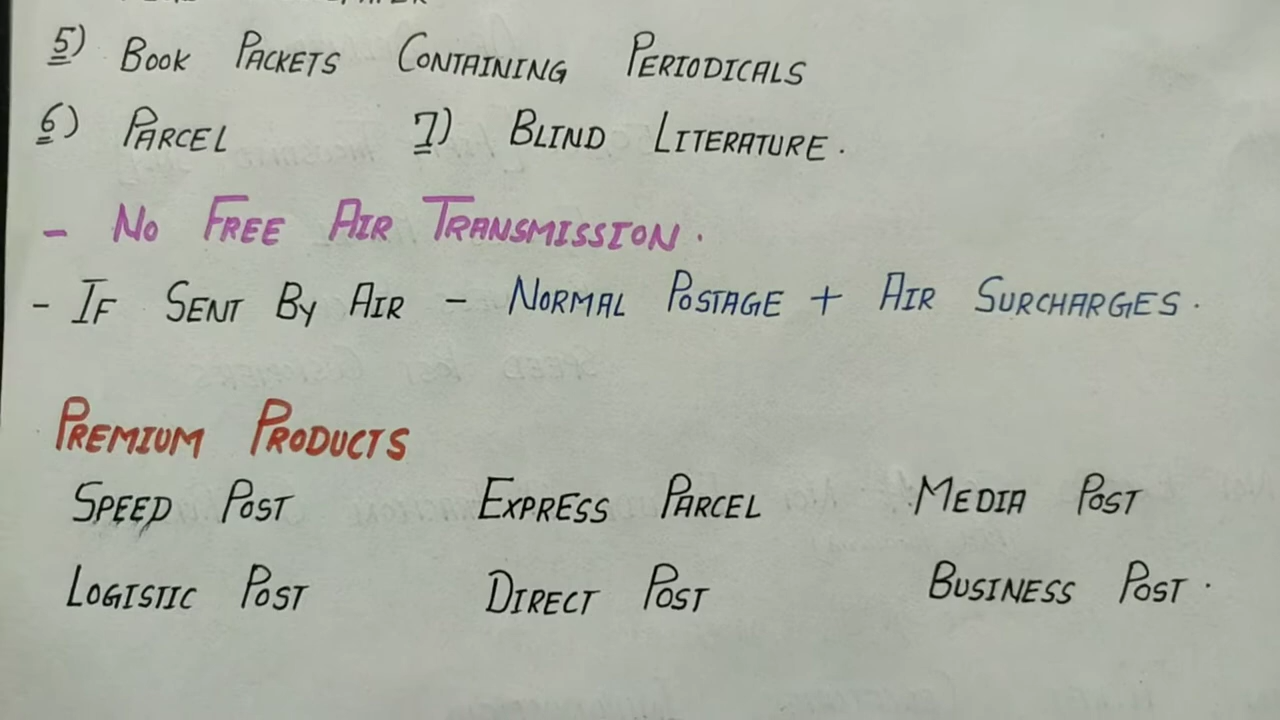 5) BOOK PACKETS CONTAINING PERIODICALS
6) PARCEL 7) BLIND LITERATURE.
- NO FREE AIR TRANSMISSION.
- IF SENT BY AIR - NORMAL POSTAGE + AIR SURCHARGES.
PREMIUM PRODUCTS
SPEED POST EXPRESS PARCEL MEDIA POST
LOGISTIC POST DIRECT POST BUSINESS POST.